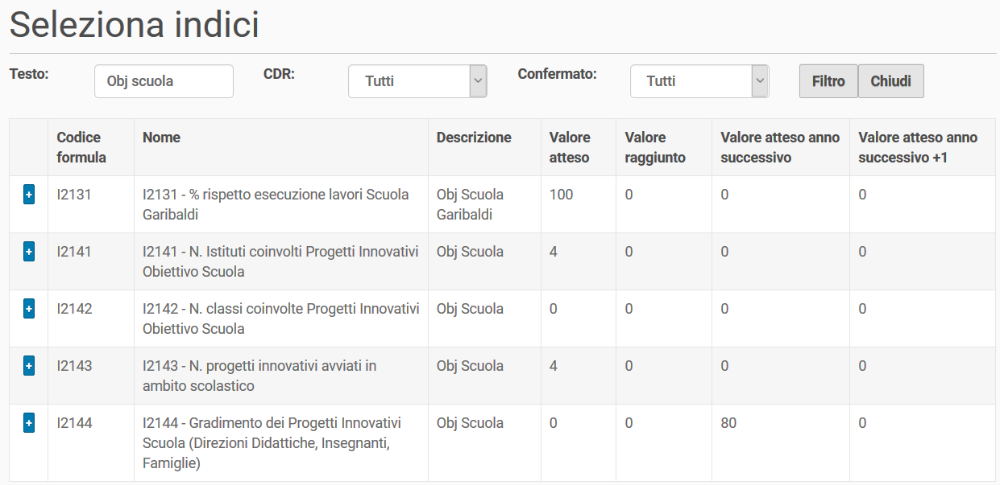 Seleziona indici
Testo: Obj scuola CDR: Tutti Confermato: Tutti Filtro Chiudi
Codice formula Nome Descrizione Valore atteso Valore raggiunto Valore atteso anno successivo Valore atteso anno successivo +1
+ I2131 I2131 - % rispetto esecuzione lavori Scuola Garibaldi Obj Scuola Garibaldi 100 0 0 0
+ I2141 I2141 - N. Istituti coinvolti Progetti Innovativi Obiettivo Scuola Obj Scuola 4 0 0 0
+ I2142 I2142 - N. classi coinvolte Progetti Innovativi Obiettivo Scuola Obj Scuola 0 0 0 0
+ I2143 I2143 - N. progetti innovativi avviati in ambito scolastico Obj Scuola 4 0 0 0
+ I2144 I2144 - Gradimento dei Progetti Innovativi Scuola (Direzioni Didattiche, Insegnanti, Famiglie) Obj Scuola 0 0 80 0